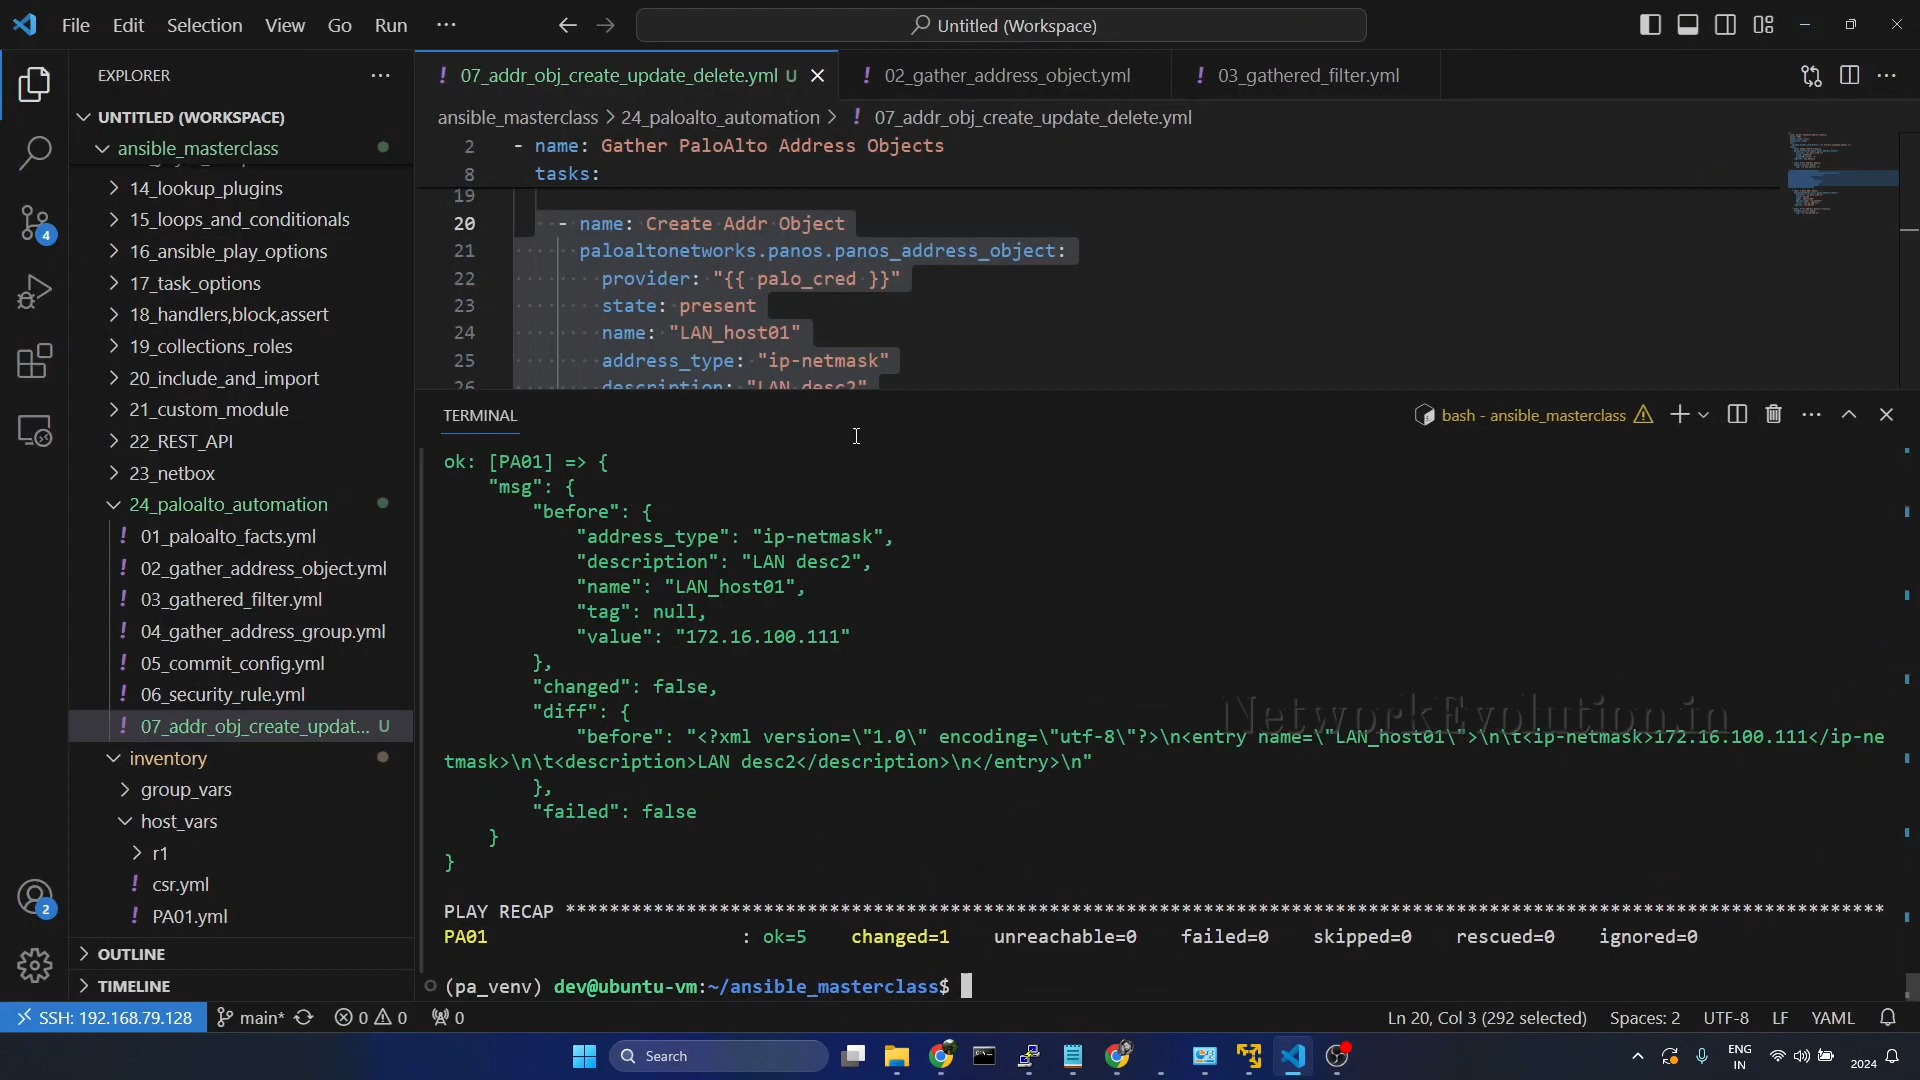 File Edit Selection View Go Run ··· Untitled (Workspace)
EXPLORER ···
UNTITLED (WORKSPACE)
ansible_masterclass
14_lookup_plugins
15_loops_and_conditionals
16_ansible_play_options
17_task_options
18_handlers,block,assert
19_collections_roles
20_include_and_import
21_custom_module
22_REST_API
23_netbox
24_paloalto_automation
! 01_paloalto_facts.yml
! 02_gather_address_object.yml
! 03_gathered_filter.yml
! 04_gather_address_group.yml
! 05_commit_config.yml
! 06_security_rule.yml
! 07_addr_obj_create_updat... U
inventory
group_vars
host_vars
r1
! csr.yml
! PA01.yml
OUTLINE
TIMELINE
4
2
! 07_addr_obj_create_update_delete.yml U ! 02_gather_address_object.yml ! 03_gathered_filter.yml ···
ansible_masterclass > 24_paloalto_automation > ! 07_addr_obj_create_update_delete.yml
2 - name: Gather PaloAlto Address Objects
8 tasks:
19
20 - name: Create Addr Object
21 paloaltonetworks.panos.panos_address_object:
22 provider: "{{ palo_cred }}"
23 state: present
24 name: "LAN_host01"
25 address_type: "ip-netmask"
26 description: "LAN desc2"
TERMINAL bash - ansible_masterclass ···
ok: [PA01] => {
"msg": {
"before": {
"address_type": "ip-netmask",
"description": "LAN desc2",
"name": "LAN_host01",
"tag": null,
"value": "172.16.100.111"
},
"changed": false,
"diff": {
"before": "<?xml version=\"1.0\" encoding=\"utf-8\"?>\n<entry name=\"LAN_host01\">\n\t<ip-netmask>172.16.100.111</ip-ne
tmask>\n\t<description>LAN desc2</description>\n</entry>\n"
},
"failed": false
}
}
NetworkEvolution.in
PLAY RECAP ************************************************************************************************************************
PA01 : ok=5 changed=1 unreachable=0 failed=0 skipped=0 rescued=0 ignored=0
(pa_venv) dev@ubuntu-vm:~/ansible_masterclass$
SSH: 192.168.79.128 main* 0 0 0 Ln 20, Col 3 (292 selected) Spaces: 2 UTF-8 LF YAML
Search ENG
IN 2024